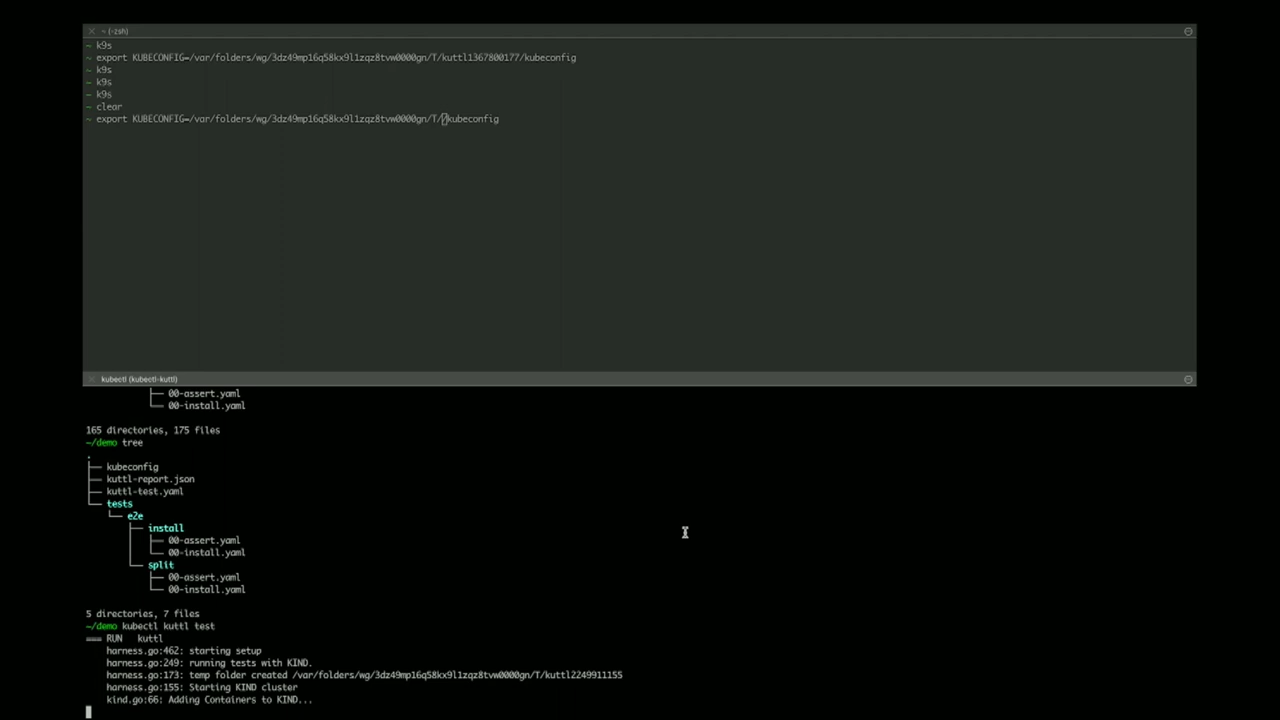 ~ (-zsh)
~ k9s
~ export KUBECONFIG=/var/folders/wg/3dz49mp16q58kx9l1zqz8tvw0000gn/T/kuttl1367800177/kubeconfig
~ k9s
~ k9s
~ k9s
~ clear
~ export KUBECONFIG=/var/folders/wg/3dz49mp16q58kx9l1zqz8tvw0000gn/T//kubeconfig
kubectl (kubectl-kuttl)
├── 00-assert.yaml
└── 00-install.yaml
165 directories, 175 files
~/demo tree
.
├── kubeconfig
├── kuttl-report.json
├── kuttl-test.yaml
└── tests
└── e2e
├── install
│   ├── 00-assert.yaml
│   └── 00-install.yaml
└── split
├── 00-assert.yaml
└── 00-install.yaml
5 directories, 7 files
~/demo kubectl kuttl test
=== RUN   kuttl
harness.go:462: starting setup
harness.go:249: running tests with KIND.
harness.go:173: temp folder created /var/folders/wg/3dz49mp16q58kx9l1zqz8tvw0000gn/T/kuttl2249911155
harness.go:155: Starting KIND cluster
kind.go:66: Adding Containers to KIND...